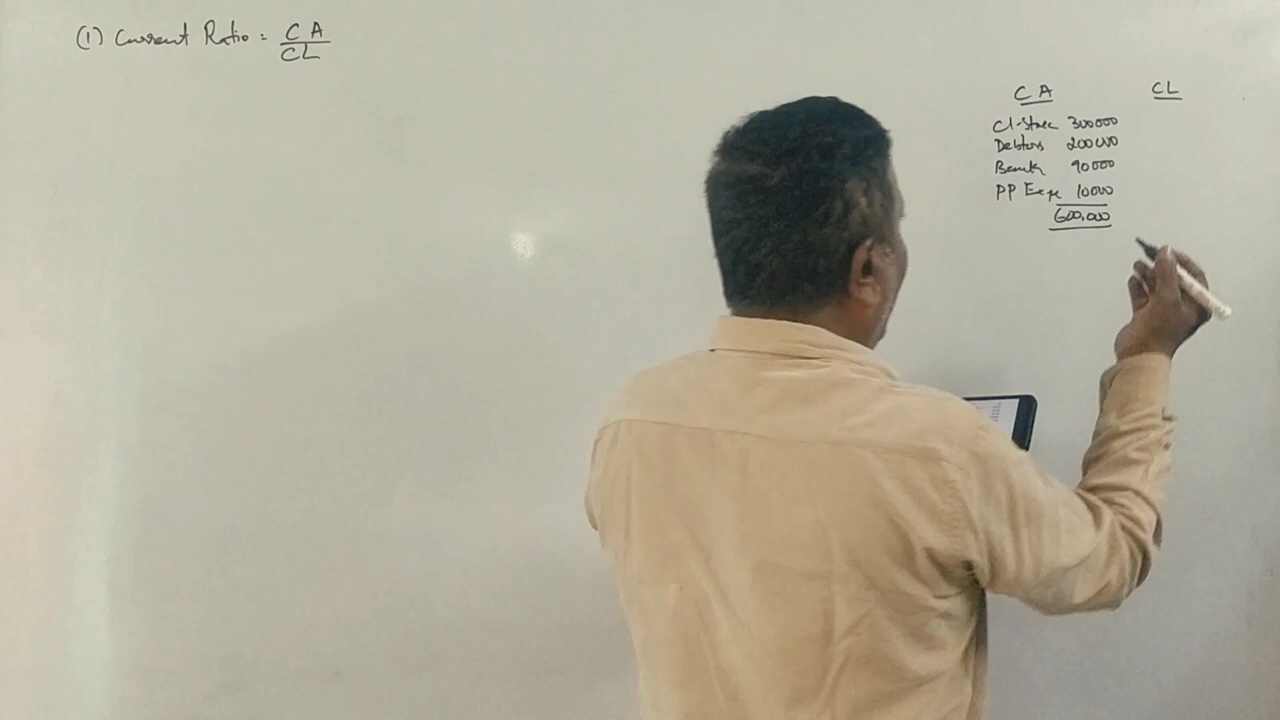 (1) Current Ratio = CA
CL
CA CL
Cl-Stock 300000
Debtors 200000
Bank 90000
PP Exp 10000
600,000